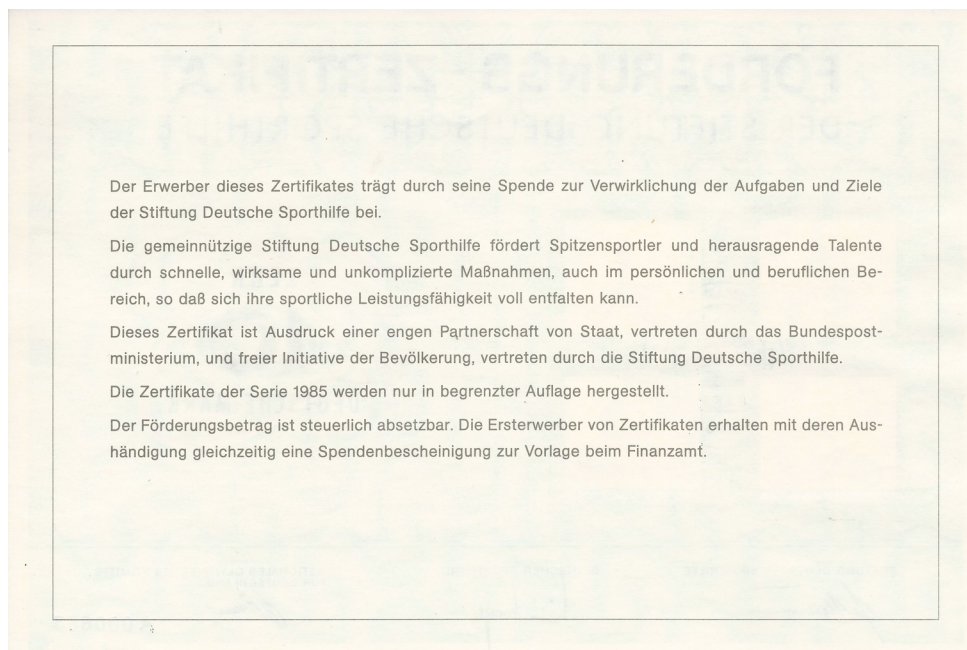 Der Erwerber dieses Zertifikates trägt durch seine Spende zur Verwirklichung der Aufgaben und Ziele
der Stiftung Deutsche Sporthilfe bei.
Die gemeinnützige Stiftung Deutsche Sporthilfe fördert Spitzensportler und herausragende Talente
durch schnelle, wirksame und unkomplizierte Maßnahmen, auch im persönlichen und beruflichen Be-
reich, so daß sich ihre sportliche Leistungsfähigkeit voll entfalten kann.
Dieses Zertifikat ist Ausdruck einer engen Partnerschaft von Staat, vertreten durch das Bundespost-
ministerium, und freier Initiative der Bevölkerung, vertreten durch die Stiftung Deutsche Sporthilfe.
Die Zertifikate der Serie 1985 werden nur in begrenzter Auflage hergestellt.
Der Förderungsbetrag ist steuerlich absetzbar. Die Ersterwerber von Zertifikaten erhalten mit deren Aus-
händigung gleichzeitig eine Spendenbescheinigung zur Vorlage beim Finanzamt.